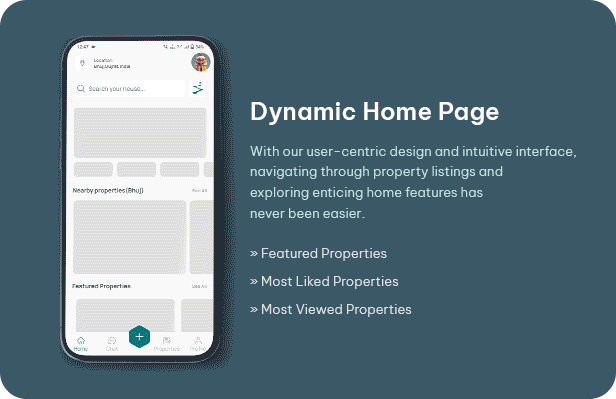 12:47
34%
Location
Bhuj,Gujrat,India
Search your house...
Nearby properties(Bhuj)
See All
Featured Properties
See All
Home
Chat
Properties
Profile
Dynamic Home Page
With our user-centric design and intuitive interface,
navigating through property listings and
exploring enticing home features has
never been easier.
» Featured Properties
» Most Liked Properties
» Most Viewed Properties